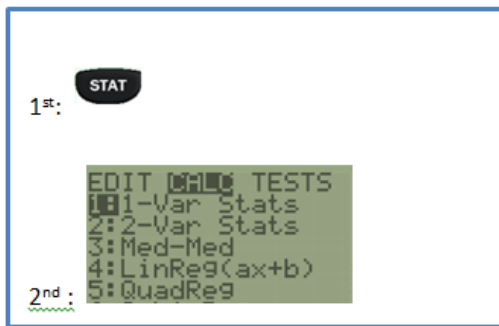 STAT
1st:
EDIT CALC TESTS
1:1-Var Stats
2:2-Var Stats
3:Med-Med
4:LinReg(ax+b)
2nd : 5:QuadReg